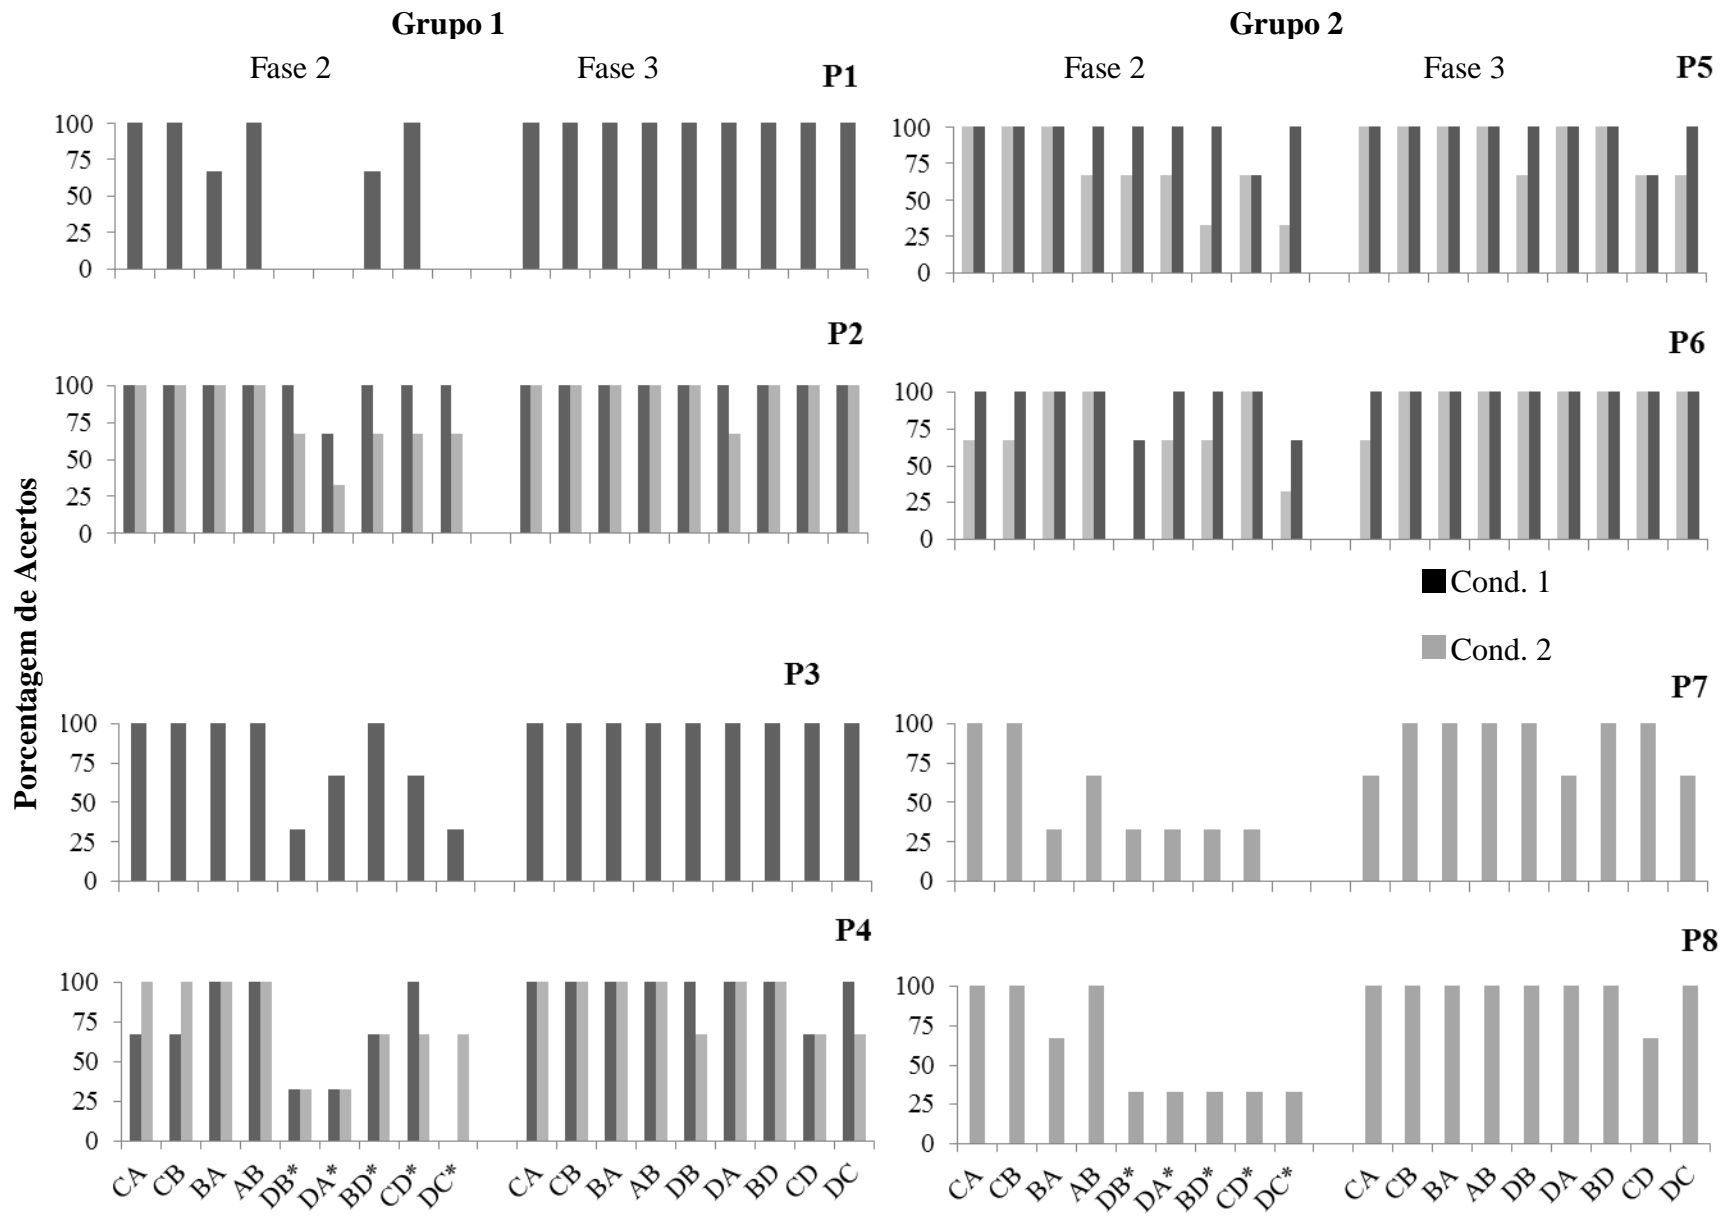 Grupo 1
Grupo 2
Fase 2
Fase 3
P1
Fase 2
Fase 3
P5
100
75
50
25
0
100
75
50
25
0
P2
P6
100
75
50
25
0
100
75
50
25
0
Porcentagem de Acertos
Cond. 1
Cond. 2
P3
P7
100
75
50
25
0
100
75
50
25
0
P4
P8
100
75
50
25
0
100
75
50
25
0
CA CB BA AB DB* DA* BD* CD* DC* CA CB BA AB DB DA BD CD DC
CA CB BA AB DB* DA* BD* CD* DC* CA CB BA AB DB DA BD CD DC